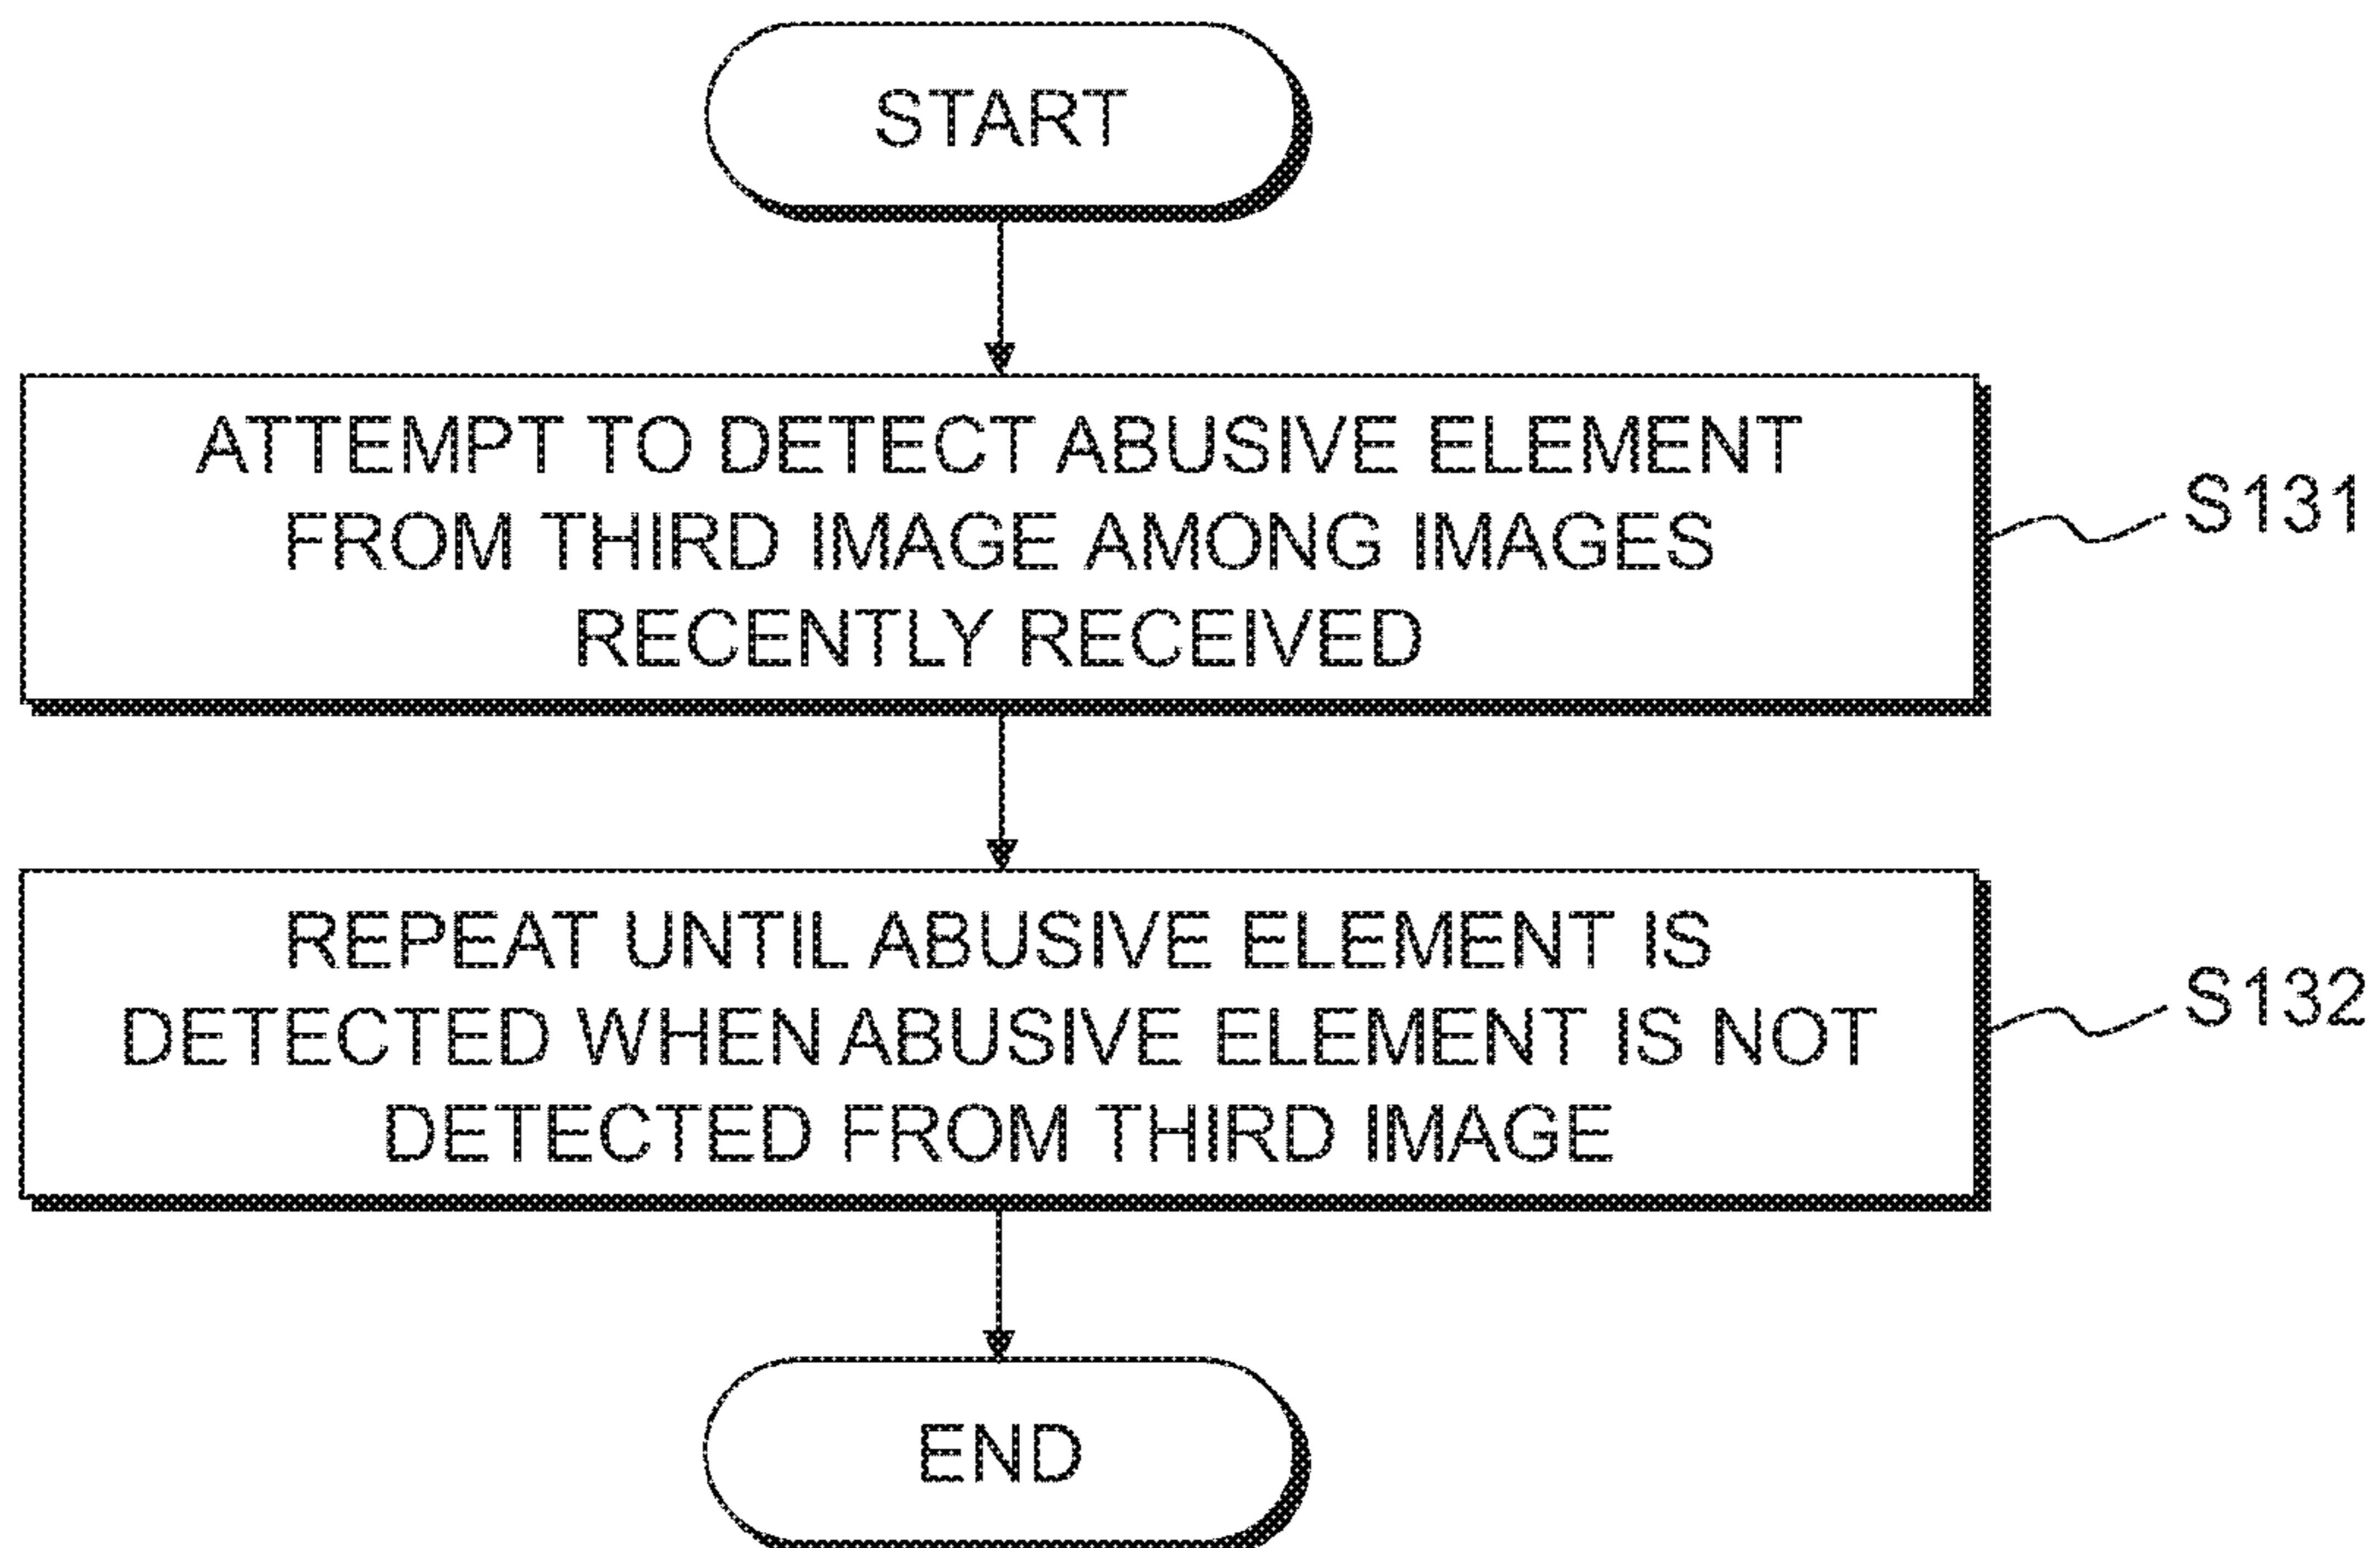 START
ATTEMPT TO DETECT ABUSIVE ELEMENT
FROM THIRD IMAGE AMONG IMAGES
RECENTLY RECEIVED
S131
REPEAT UNTIL ABUSIVE ELEMENT IS
DETECTED WHEN ABUSIVE ELEMENT IS NOT
DETECTED FROM THIRD IMAGE
S132
END